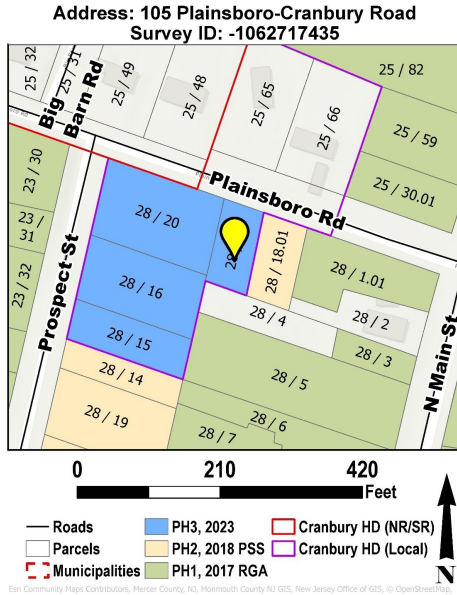 Address: 105 Plainsboro-Cranbury Road
Survey ID: -1062717435
25 / 32
25 / 31
25 / 49
25 / 48
25 / 65
25 / 66
25 / 82
25 / 59
25 / 30.01
Big
Barn Rd
Plainsboro Rd
23 / 30
23 /
31
23 / 32
Prospect St
28 / 20
28
28 / 18.01
28 / 1.01
28 / 16
28 / 4
28 / 2
28 / 15
28 / 3
28 / 14
28 / 5
N-Main St
28 / 19
28 / 6
28 / 7
0 210 420
Feet
Roads
Parcels
Municipalities
PH3, 2023
PH2, 2018 PSS
PH1, 2017 RGA
Cranbury HD (NR/SR)
Cranbury HD (Local)
N
Esri Community Maps Contributors, Mercer County, NJ, Monmouth County NJ GIS, New Jersey Office of GIS, © OpenStreetMap,